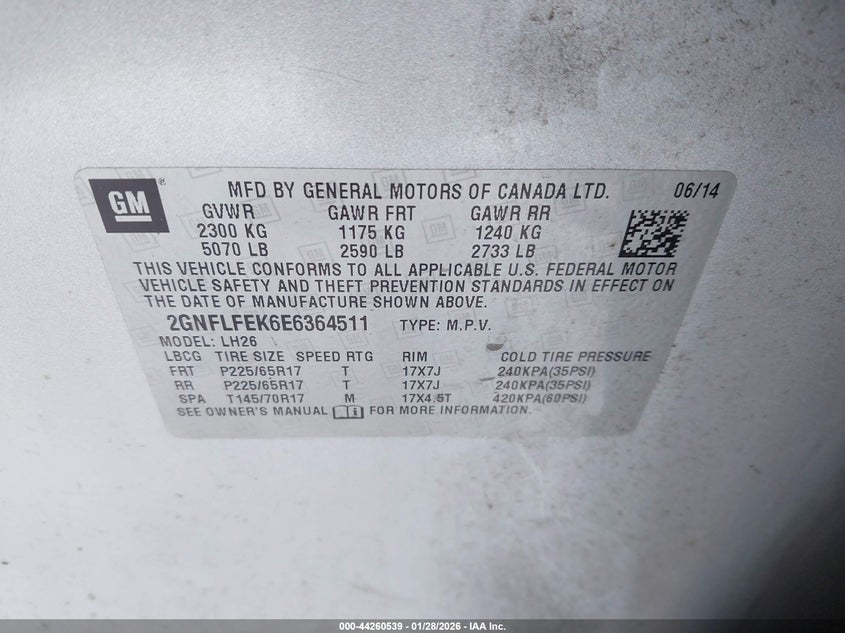 GM ®
MFD BY GENERAL MOTORS OF CANADA LTD. 06/14
GVWR GAWR FRT GAWR RR
2300 KG 1175 KG 1240 KG
5070 LB 2590 LB 2733 LB
THIS VEHICLE CONFORMS TO ALL APPLICABLE U.S. FEDERAL MOTOR
VEHICLE SAFETY AND THEFT PREVENTION STANDARDS IN EFFECT ON
THE DATE OF MANUFACTURE SHOWN ABOVE.
2GNFLFEK6E6364511 TYPE: M.P.V.
MODEL: LH26
LBCG TIRE SIZE SPEED RTG RIM COLD TIRE PRESSURE
FRT P225/65R17 T 17X7J 240KPA(35PSI)
RR P225/65R17 T 17X7J 240KPA(35PSI)
SPA T145/70R17 M 17X4.5T 420KPA(60PSI)
SEE OWNER'S MANUAL FOR MORE INFORMATION.
000-44260539 - 01/28/2026 - IAA Inc.